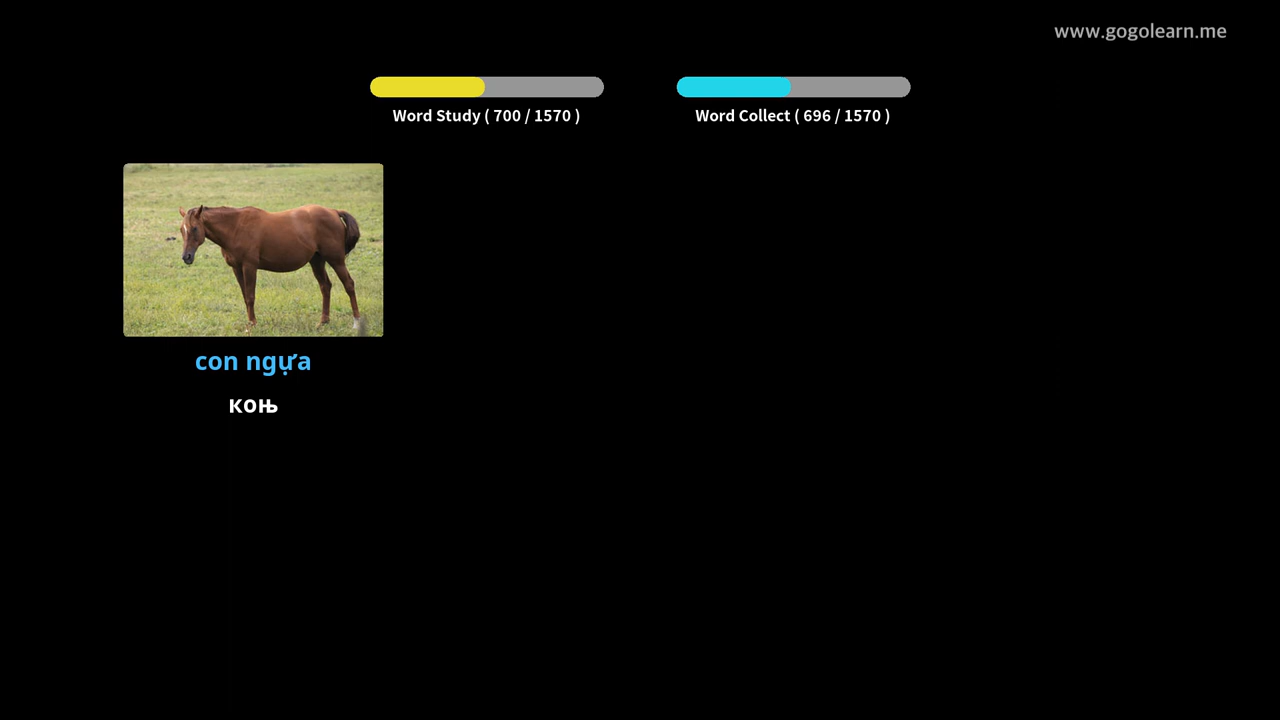 www.gogolearn.me
Word Study ( 700 / 1570 )
Word Collect ( 696 / 1570 )
con ngựa
коњ